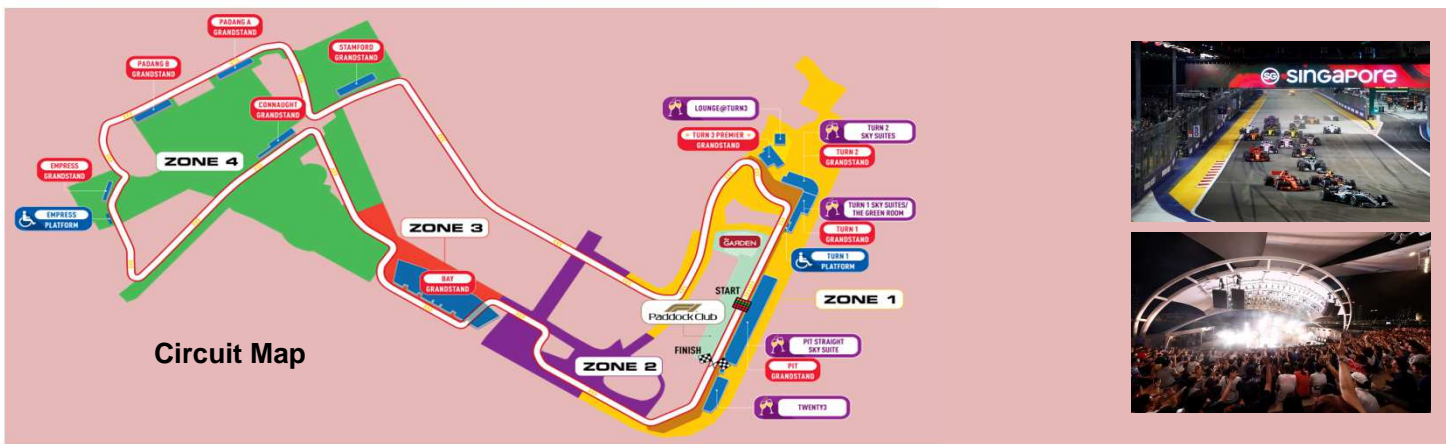 PADANG A
GRANDSTAND
STAMFORD
GRANDSTAND
PADANG B
GRANDSTAND
CONNAUGHT
GRANDSTAND
ZONE 4
EMPRESS
GRANDSTAND
EMPRESS
PLATFORM
ZONE 3
BAY
GRANDSTAND
LOUNGE@TURN3
TURN 3 PREMIER
GRANDSTAND
TURN 2
SKY SUITES
TURN 2
GRANDSTAND
TURN 1 SKY SUITES/
THE GREEN ROOM
TURN 1
GRANDSTAND
GARDEN
TURN 1
PLATFORM
START
ZONE 1
F1
Paddock Club
FINISH
PIT STRAIGHT
SKY SUITE
PIT
GRANDSTAND
ZONE 2
TWENTY3
Circuit Map
SG SINGAPORE